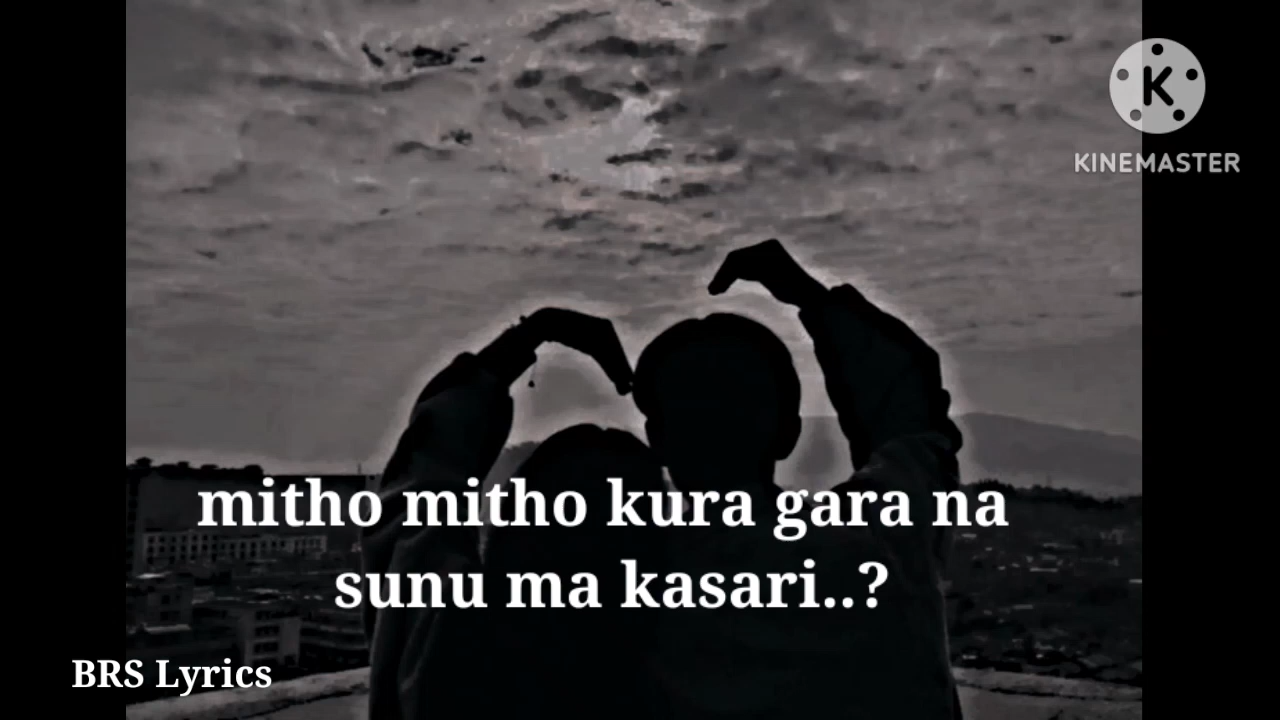 K
KINEMASTER
mitho mitho kura gara na
sunu ma kasari..?
BRS Lyrics